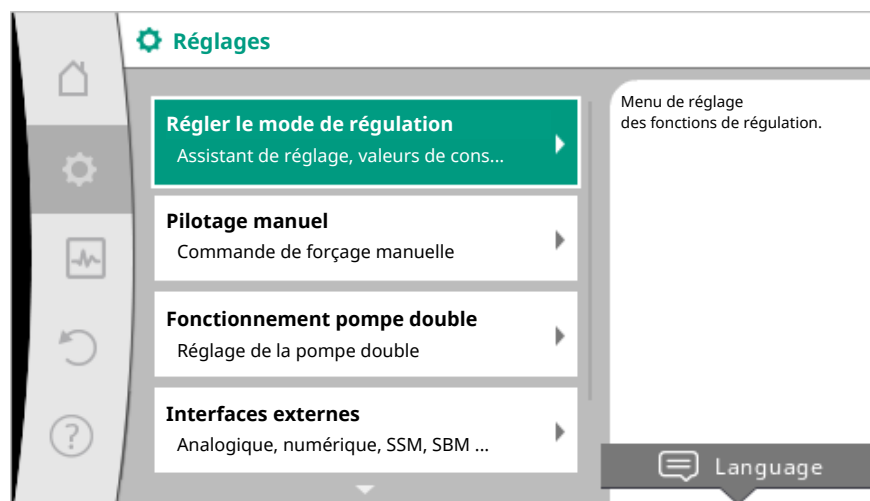 Réglages
Régler le mode de régulation
Assistant de réglage, valeurs de cons...
Pilotage manuel
Commande de forçage manuelle
Fonctionnement pompe double
Réglage de la pompe double
Interfaces externes
Analogique, numérique, SSM, SBM ...
Menu de réglage
des fonctions de régulation.
?
Language